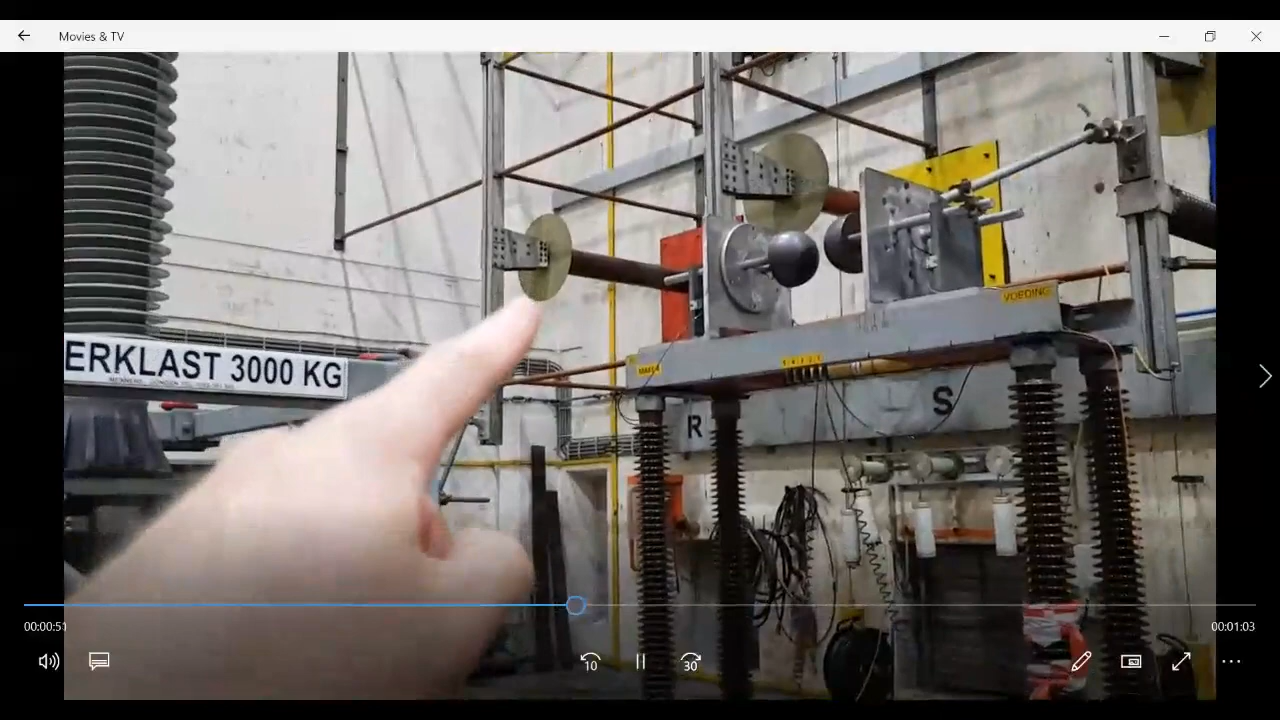 Movies & TV
ERKLAST 3000 KG
VOEDING
R
S
00:00:51
00:01:03
10
30